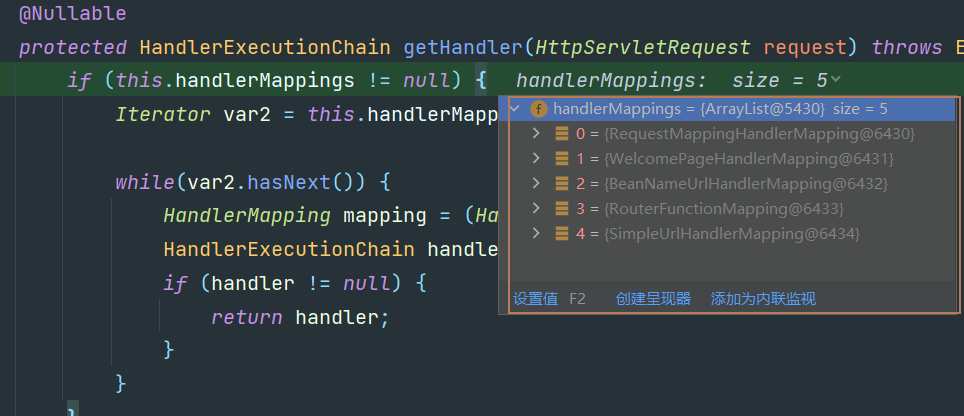 @Nullable
protected HandlerExecutionChain getHandler(HttpServletRequest request) throws E
if (this.handlerMappings != null) { handlerMappings: size = 5
Iterator var2 = this.handlerMapp
f handlerMappings = {ArrayList@5430} size = 5
0 = {RequestMappingHandlerMapping@6430}
1 = {WelcomePageHandlerMapping@6431}
2 = {BeanNameUrlHandlerMapping@6432}
3 = {RouterFunctionMapping@6433}
4 = {SimpleUrlHandlerMapping@6434}
设置值 F2 创建呈现器 添加为内联监视
while(var2.hasNext()) {
HandlerMapping mapping = (Ha
HandlerExecutionChain handle
if (handler != null) {
return handler;
}
}
}